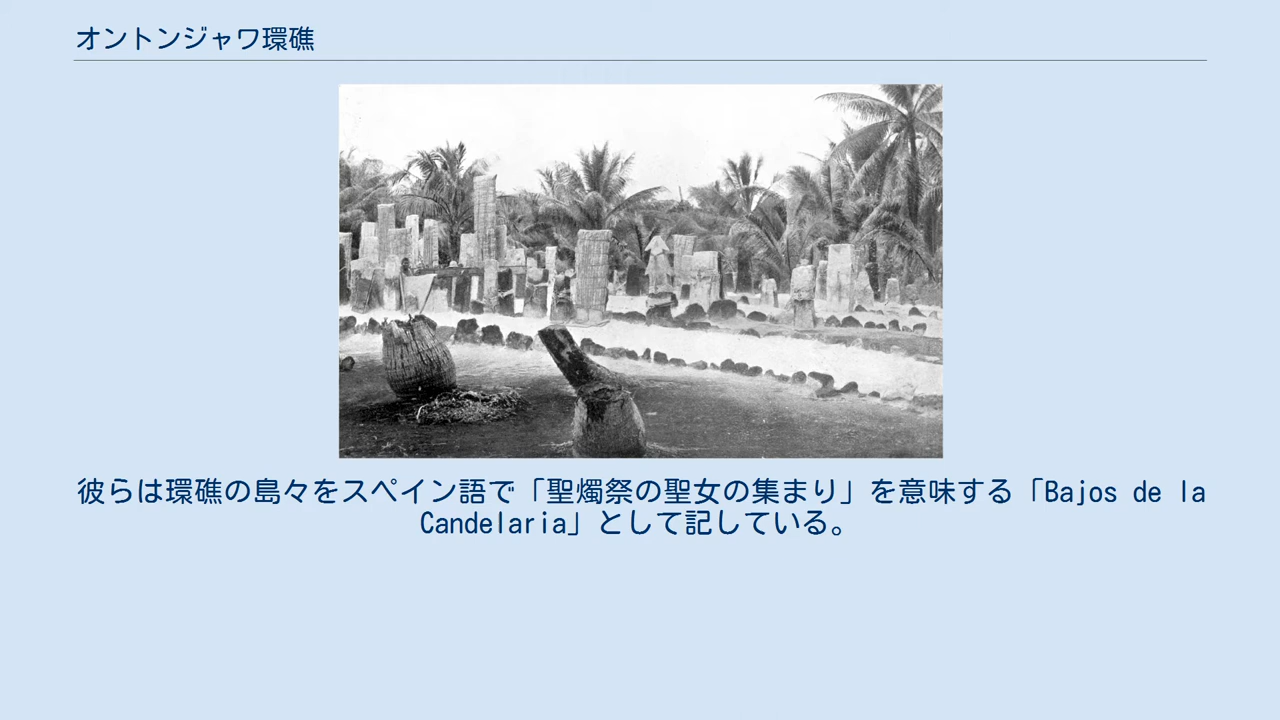 オントンジャワ環礁
彼らは環礁の島々をスペイン語で「聖燭祭の聖女の集まり」を意味する「Bajos de la
Candelaria」として記している。